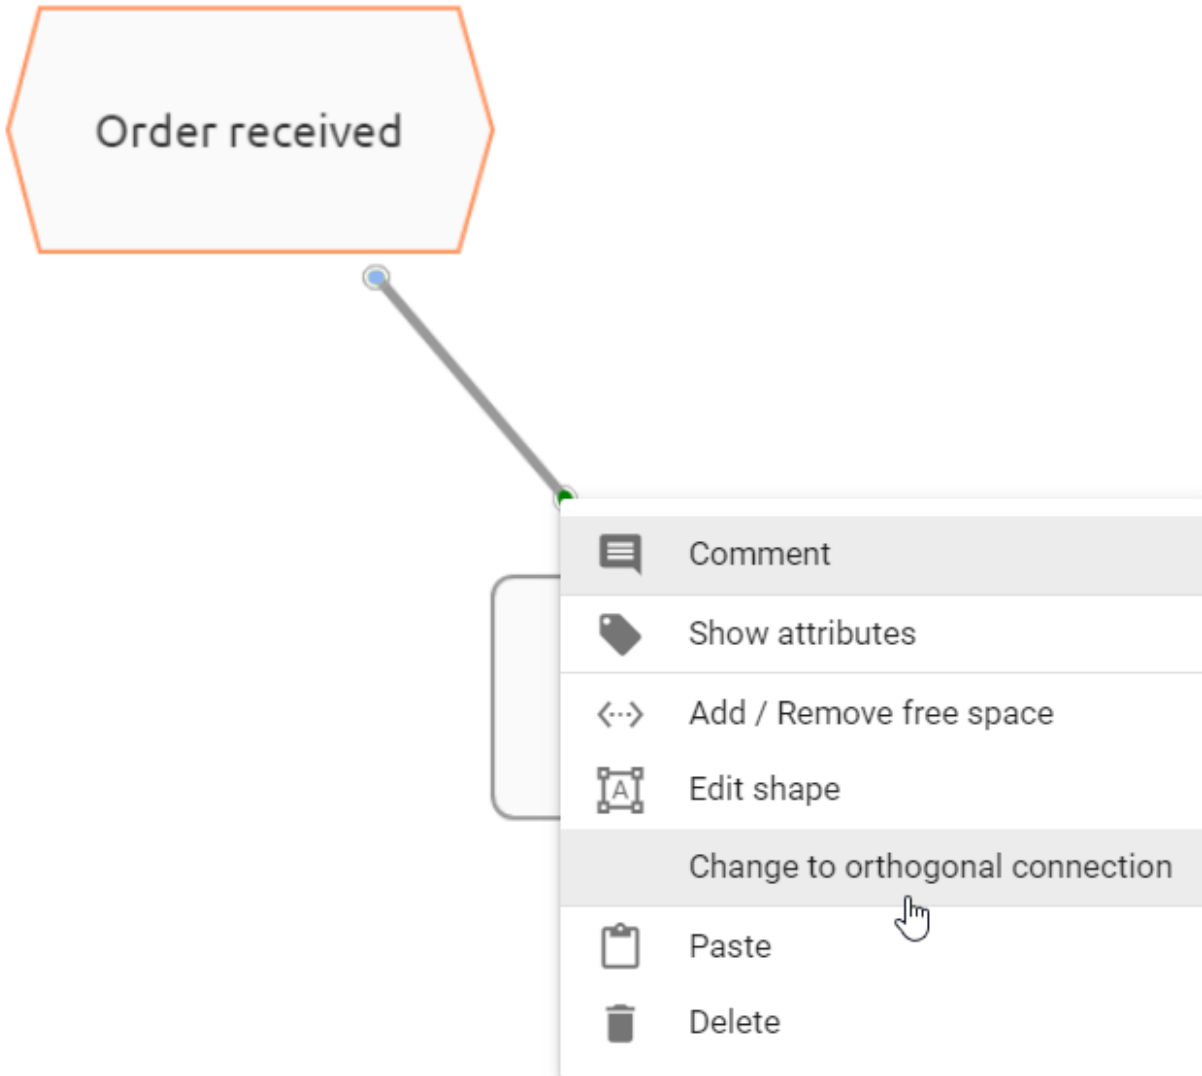 Order received
Comment
Show attributes
Add / Remove free space
A
Edit shape
Change to orthogonal connection
Paste
Delete